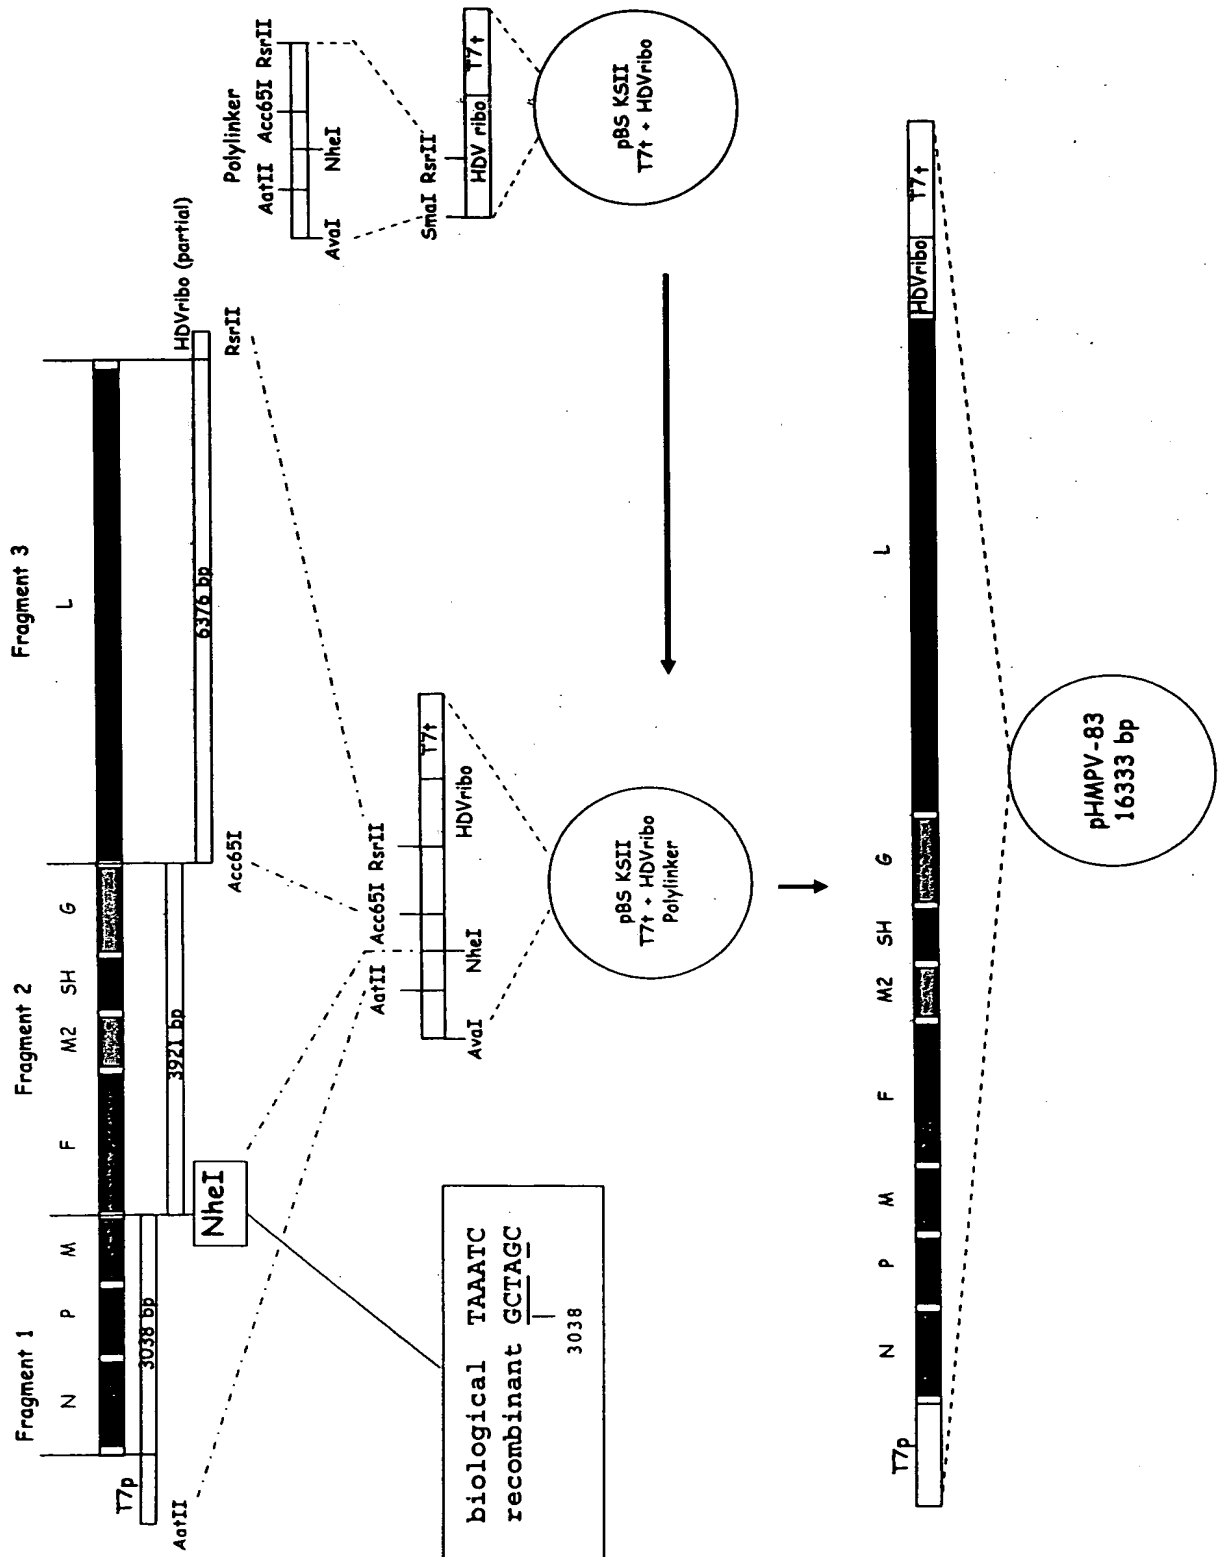 Fragment 1
Fragment 2
Fragment 3
N
P
M
F
M2
SH
G
L
T7p
3038 bp
3921 bp
6376 bp
HDVribo (partial)
AatII
NheI
Acc65I
RsrII
biological TAAATC
recombinant GCTAGC
3038
Polylinker
AatII
Acc65I
RsrII
AvaI
NheI
SmaI
RsrII
HDV ribo
T7t
pBS KSII
T7t + HDVribo
AatII
Acc65I
RsrII
AvaI
NheI
HDVribo
T7t
pBS KSII
T7t + HDVribo
Polylinker
T7p
N
P
M
F
M2
SH
G
L
HDVribo
T7t
pHMPV-83
16333 bp